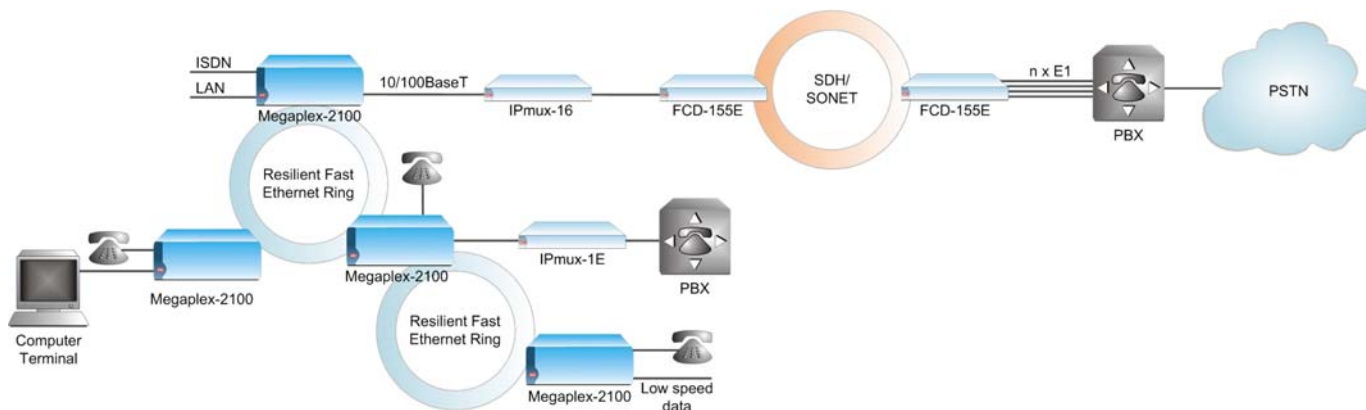 ISDN
LAN
Megaplex-2100
10/100BaseT
IPmux-16
FCD-155E
SDH/
SONET
FCD-155E
n x E1
PBX
PSTN
Resilient Fast
Ethernet Ring
Megaplex-2100
Megaplex-2100
IPmux-1E
PBX
Computer
Terminal
Resilient Fast
Ethernet Ring
Megaplex-2100
Low speed
data